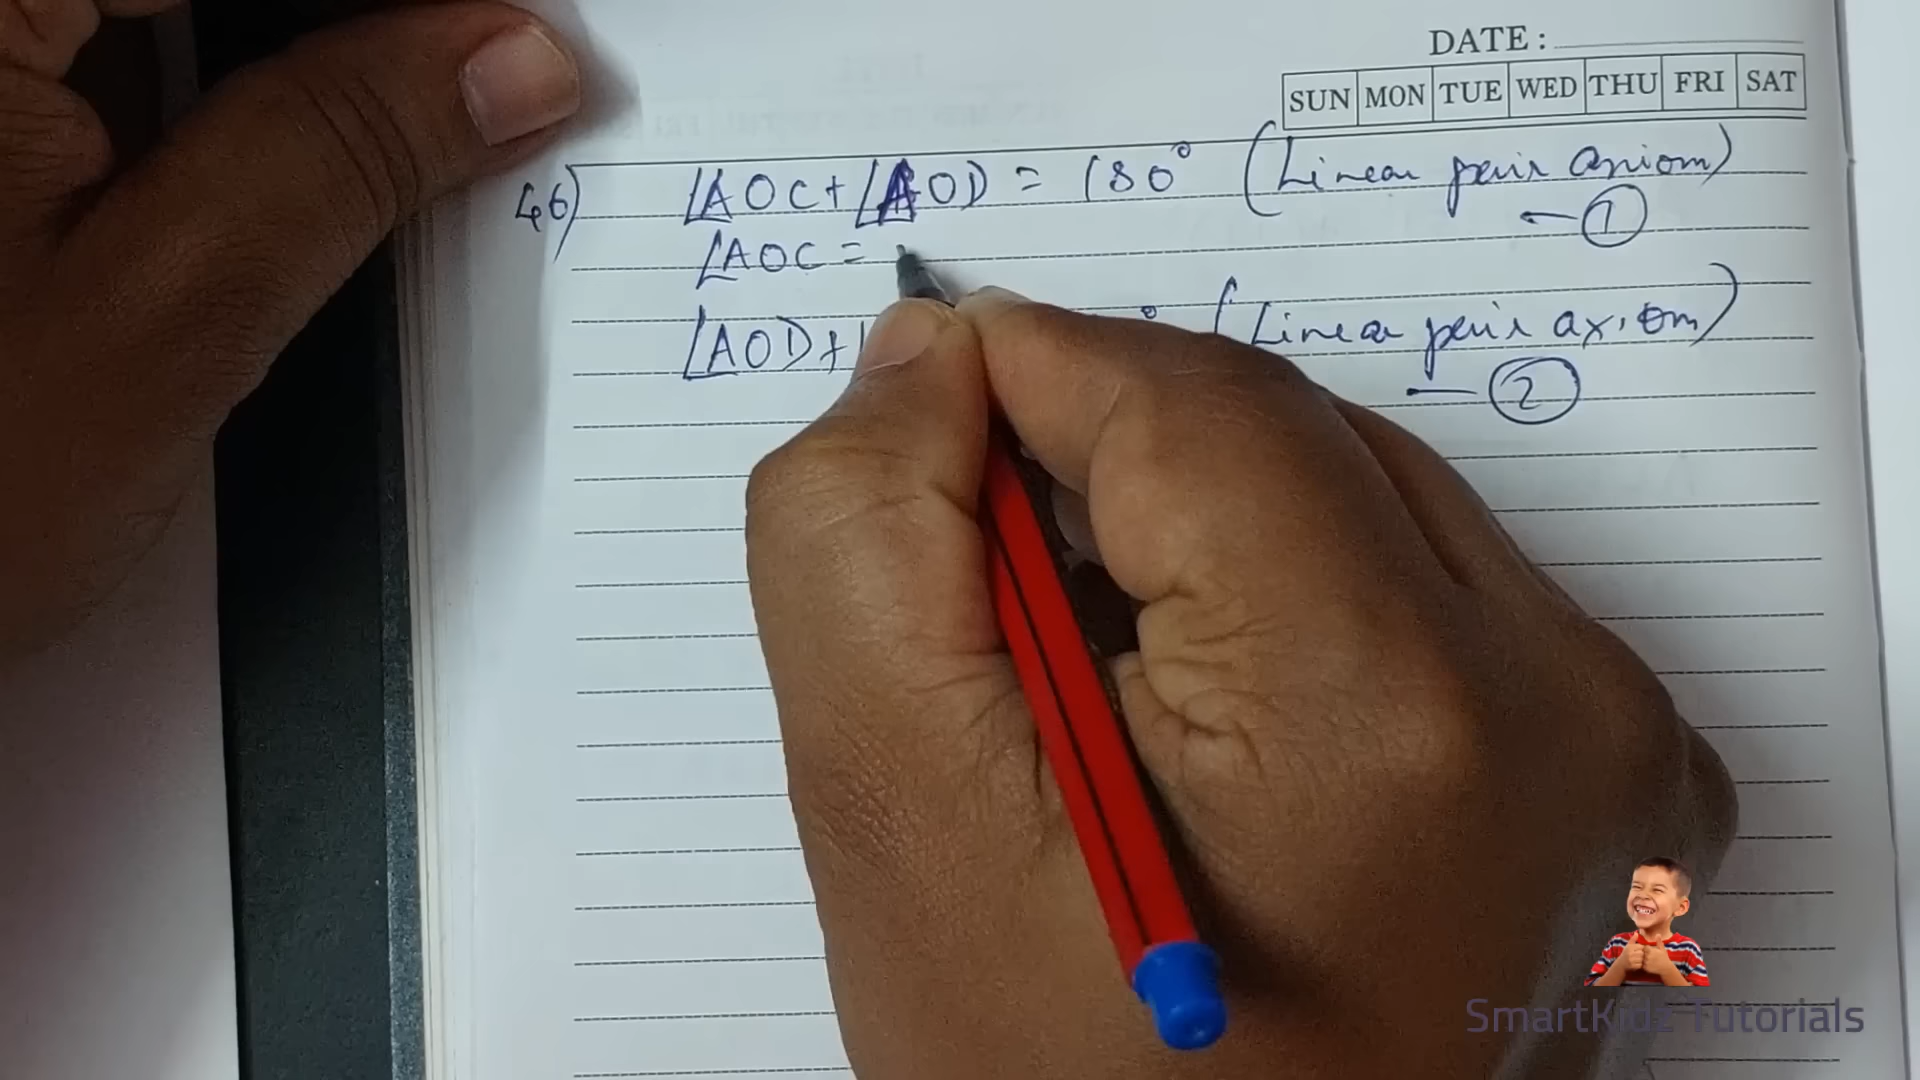 DATE :
SUN MON TUE WED THU FRI SAT
46) ∠AOC + ∠AOD = 180° (Linear pair axiom)
— ①
∠AOC =
∠AOD + ° (Linear pair axiom)
— ②
SmartKidz Tutorials